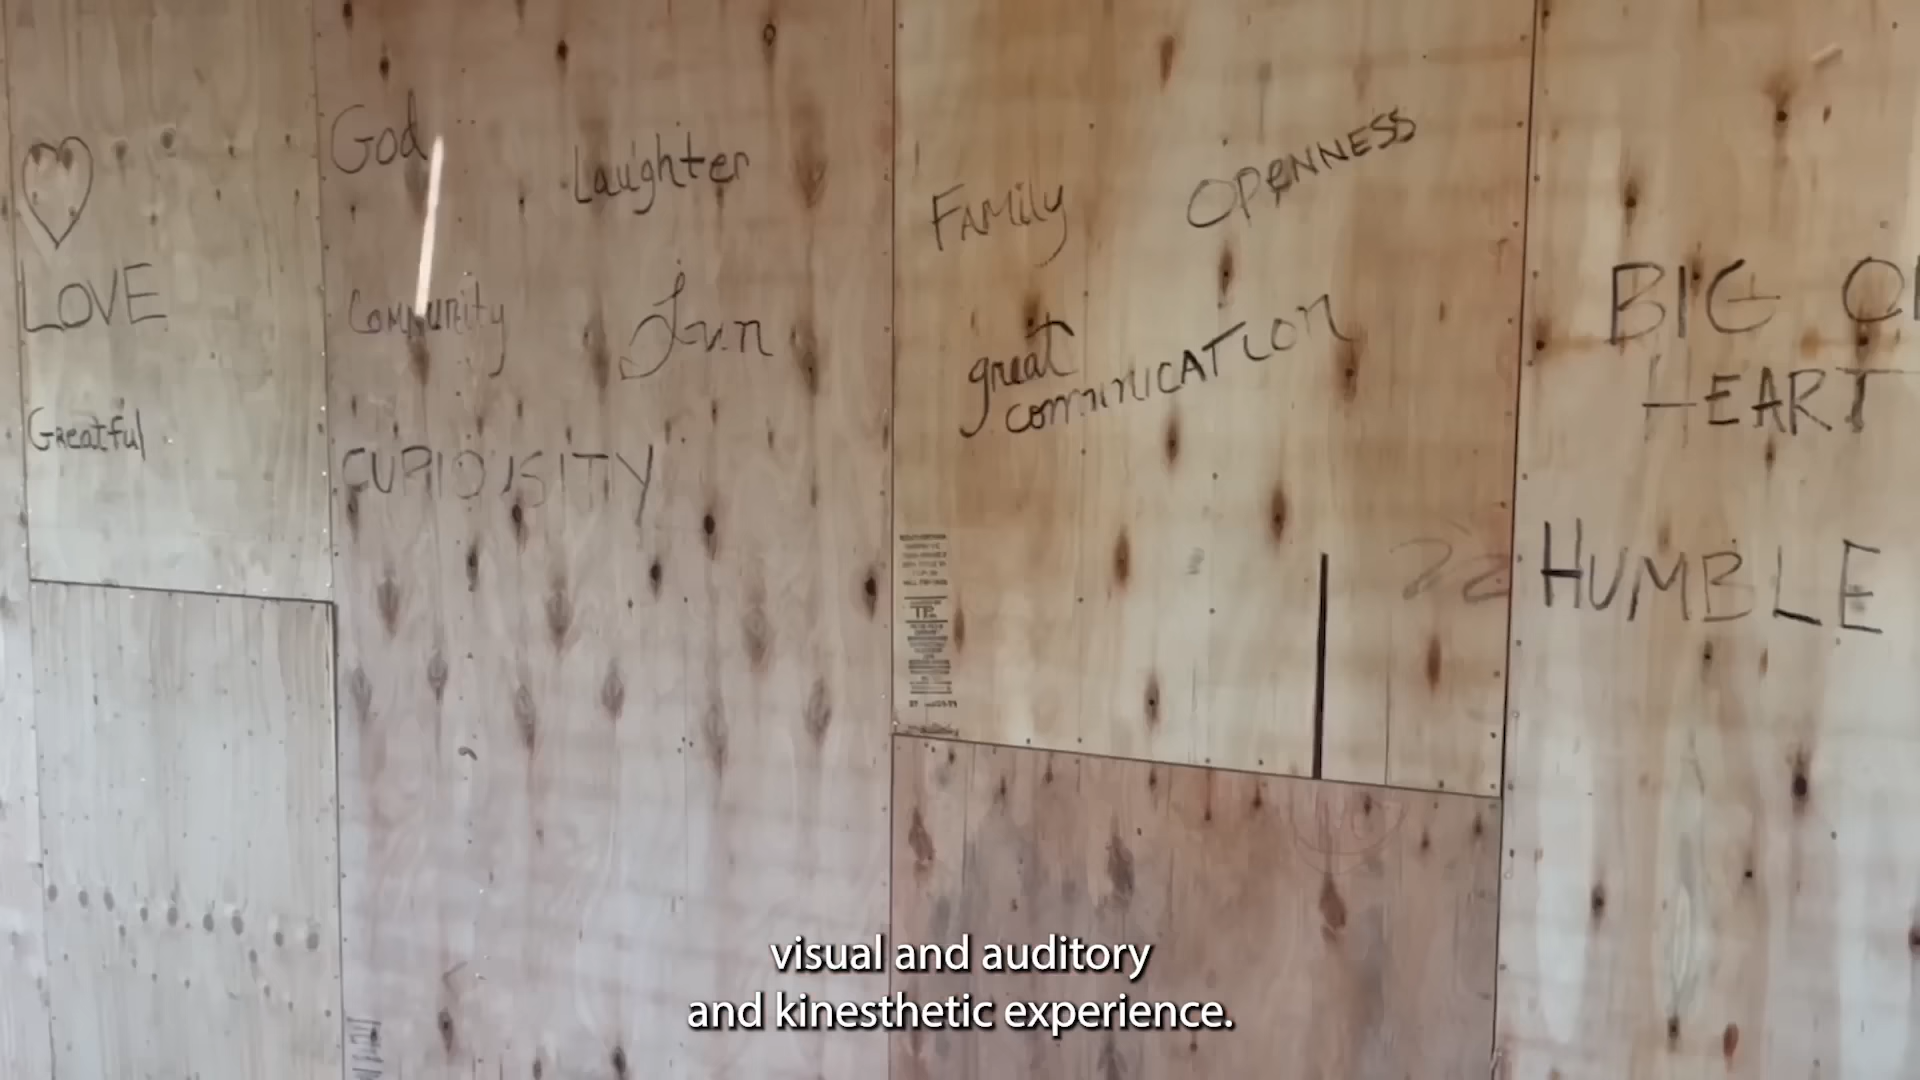 God
Laughter
LOVE
Community
Fun
Greatful
CURIOUSITY
Family
OPENNESS
great
communication
BIG
HEART
HUMBLE
TP
visual and auditory
and kinesthetic experience.